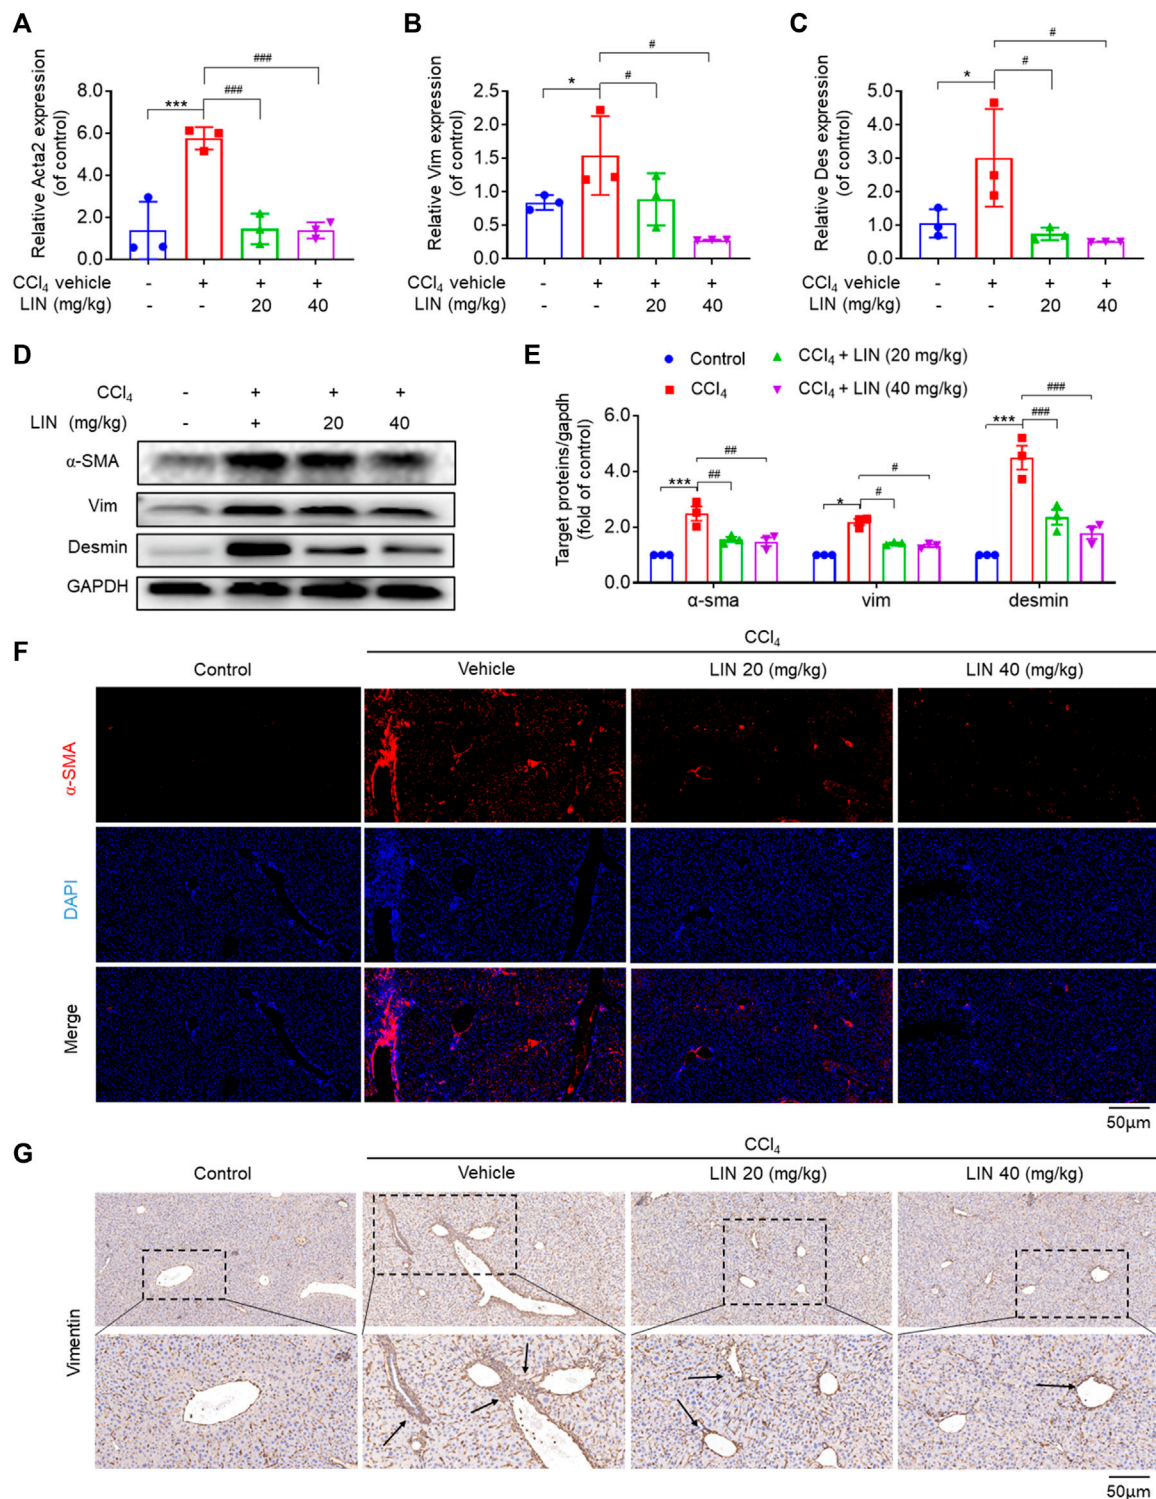 A
Relative Acta2 expression
(of control)
8.0
6.0
4.0
2.0
0.0
***
###
###
CCl₄ vehicle - + + +
LIN (mg/kg) - - 20 40
B
Relative Vim expression
(of control)
2.5
2.0
1.5
1.0
0.5
0.0
*
#
#
CCl₄ vehicle - + + +
LIN (mg/kg) - - 20 40
C
Relative Des expression
(of control)
5.0
4.0
3.0
2.0
1.0
0.0
*
#
#
CCl₄ vehicle - + + +
LIN (mg/kg) - - 20 40
D
CCl₄ - + + +
LIN (mg/kg) - + 20 40
α-SMA
Vim
Desmin
GAPDH
E
Control
CCl₄
CCl₄ + LIN (20 mg/kg)
CCl₄ + LIN (40 mg/kg)
Target proteins/gapdh
(fold of control)
6.0
4.0
2.0
0.0
***
##
##
*
#
#
***
###
###
α-sma vim desmin
F
CCl₄
Control Vehicle LIN 20 (mg/kg) LIN 40 (mg/kg)
α-SMA
DAPI
Merge
50μm
G
CCl₄
Control Vehicle LIN 20 (mg/kg) LIN 40 (mg/kg)
Vimentin
50μm